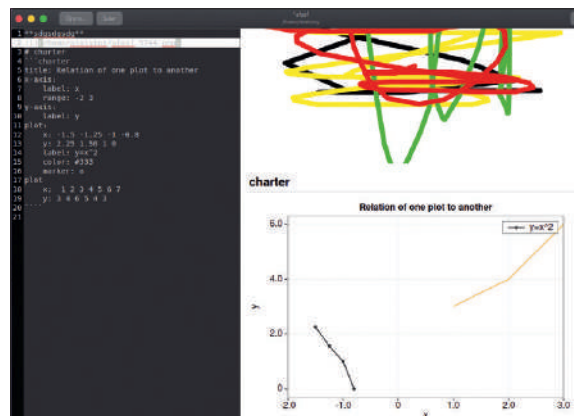 # charter
```charter
title: Relation of one plot to another
x-axis:
label: x
range: -2 3
y-axis:
label: y
plot:
x: -1.5 -1.25 -1 -0.8
y: 2.25 1.56 1 0
label: y=x^2
color: #333
marker: o
plot
x: 1 2 3 4 5 6 7
y: 3 4 6 5 4 3
charter
Relation of one plot to another
y=x^2
6.0
4.0
y
2.0
0
2.0
-1.0
0
1.0
2.0
3.0
x